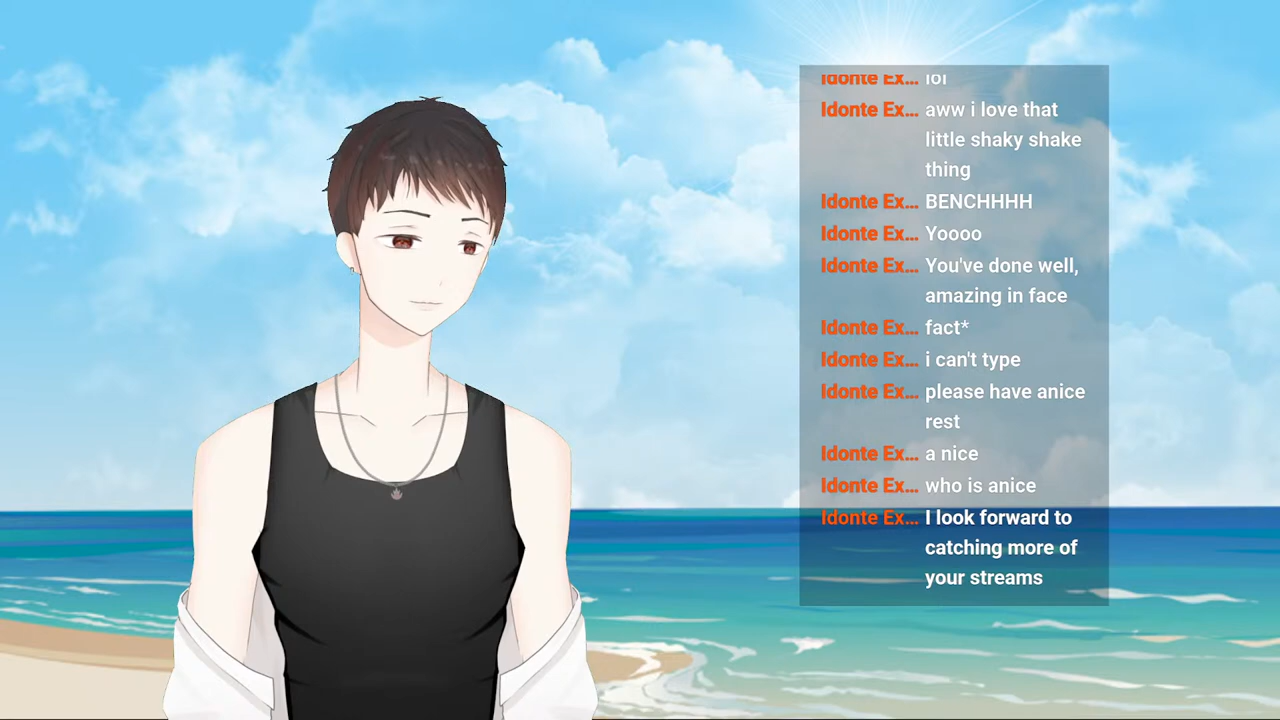 Idonte Ex... lol
Idonte Ex... aww i love that
little shaky shake
thing
Idonte Ex... BENCHHHH
Idonte Ex... Yoooo
Idonte Ex... You've done well,
amazing in face
Idonte Ex... fact*
Idonte Ex... i can't type
Idonte Ex... please have anice
rest
Idonte Ex... a nice
Idonte Ex... who is anice
Idonte Ex... I look forward to
catching more of
your streams